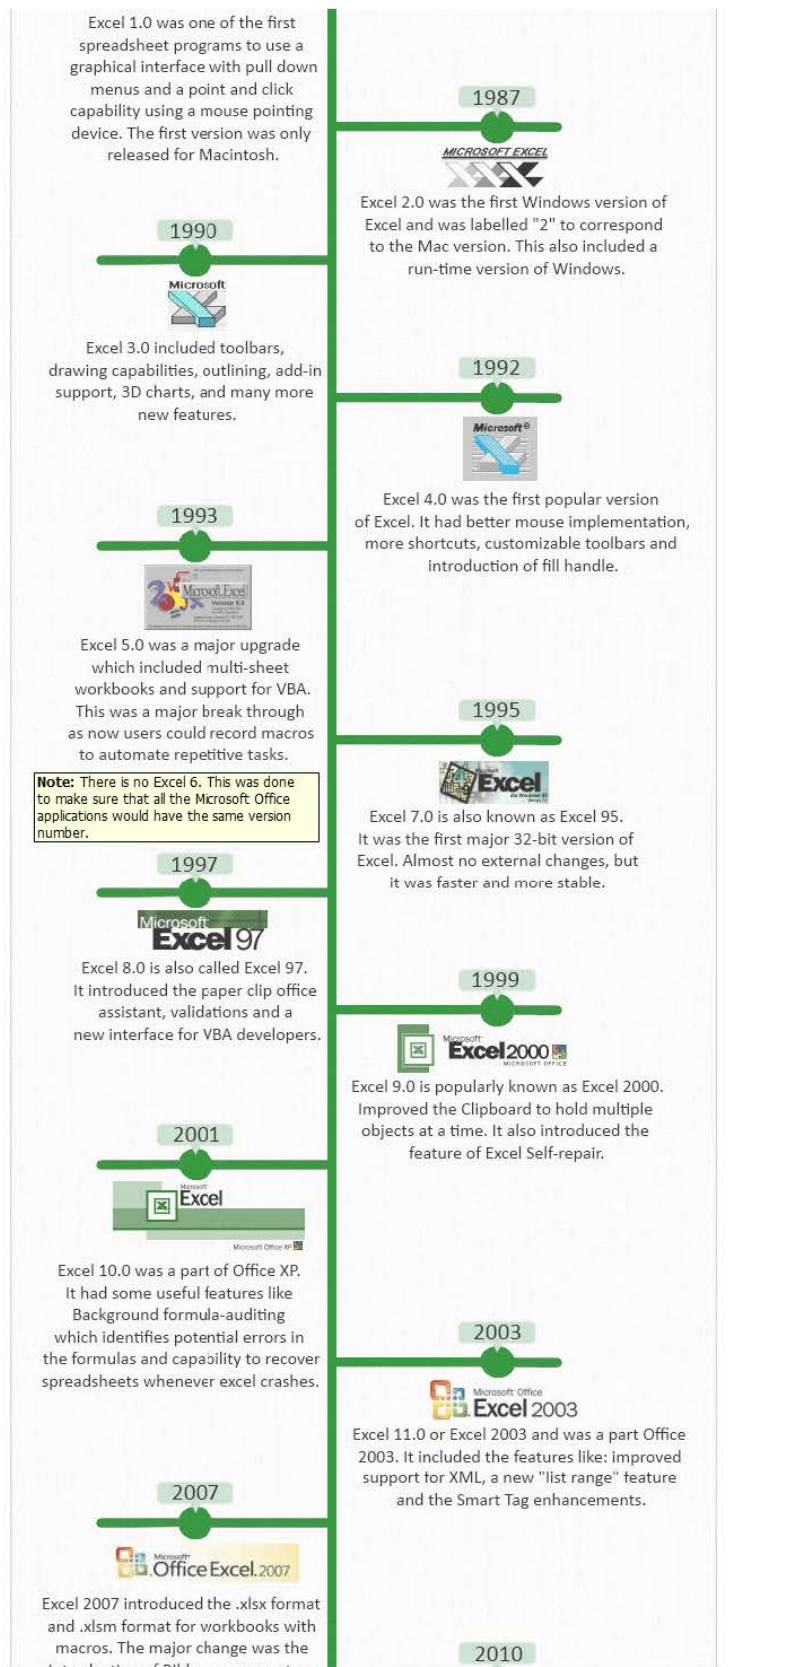 Excel 1.0 was one of the first
spreadsheet programs to use a
graphical interface with pull down
menus and a point and click
capability using a mouse pointing
device. The first version was only
released for Macintosh.
1987
MICROSOFT EXCEL
Excel 2.0 was the first Windows version of
Excel and was labelled "2" to correspond
to the Mac version. This also included a
run-time version of Windows.
1990
Microsoft
Excel 3.0 included toolbars,
drawing capabilities, outlining, add-in
support, 3D charts, and many more
new features.
1992
Microsoft®
Excel 4.0 was the first popular version
of Excel. It had better mouse implementation,
more shortcuts, customizable toolbars and
introduction of fill handle.
1993
Microsoft Excel
Excel 5.0 was a major upgrade
which included multi-sheet
workbooks and support for VBA.
This was a major break through
as now users could record macros
to automate repetitive tasks.
Note: There is no Excel 6. This was done
to make sure that all the Microsoft Office
applications would have the same version
number.
1995
Microsoft
Excel
Excel 7.0 is also known as Excel 95.
It was the first major 32-bit version of
Excel. Almost no external changes, but
it was faster and more stable.
1997
Microsoft
Excel 97
Excel 8.0 is also called Excel 97.
It introduced the paper clip office
assistant, validations and a
new interface for VBA developers.
1999
Microsoft
Excel 2000
MICROSOFT OFFICE
Excel 9.0 is popularly known as Excel 2000.
Improved the Clipboard to hold multiple
objects at a time. It also introduced the
feature of Excel Self-repair.
2001
Microsoft
Excel
Microsoft Office XP
Excel 10.0 was a part of Office XP.
It had some useful features like
Background formula-auditing
which identifies potential errors in
the formulas and capability to recover
spreadsheets whenever excel crashes.
2003
Microsoft Office
Excel 2003
Excel 11.0 or Excel 2003 and was a part Office
2003. It included the features like: improved
support for XML, a new "list range" feature
and the Smart Tag enhancements.
2007
Microsoft
Office Excel 2007
Excel 2007 introduced the .xlsx format
and .xlsm format for workbooks with
macros. The major change was the
2010